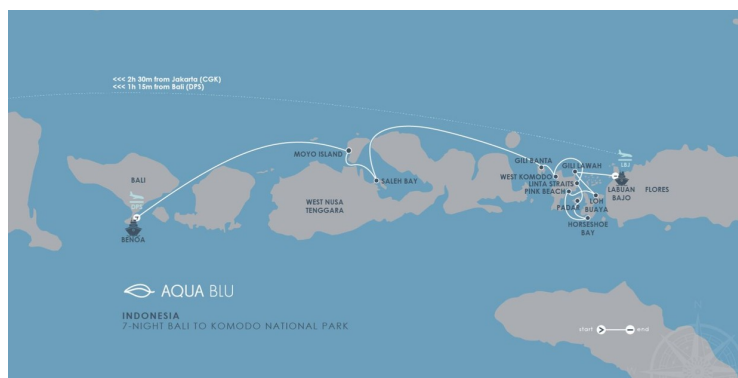 <<< 2h 30m from Jakarta (CGK)
<<< 1h 15m from Bali (DPS)
MOYO ISLAND
GILI BANTA
GILI LAWAH
LBJ
BALI
SALEH BAY
WEST KOMODO
LINTA STRAITS
PINK BEACH
LABUAN
BAJO
FLORES
DPS
WEST NUSA
TENGGARA
PADAR
LOH
BUAYA
BENOA
HORSESHOE
BAY
AQUA BLU
INDONESIA
7-NIGHT BALI TO KOMODO NATIONAL PARK
start
end
N